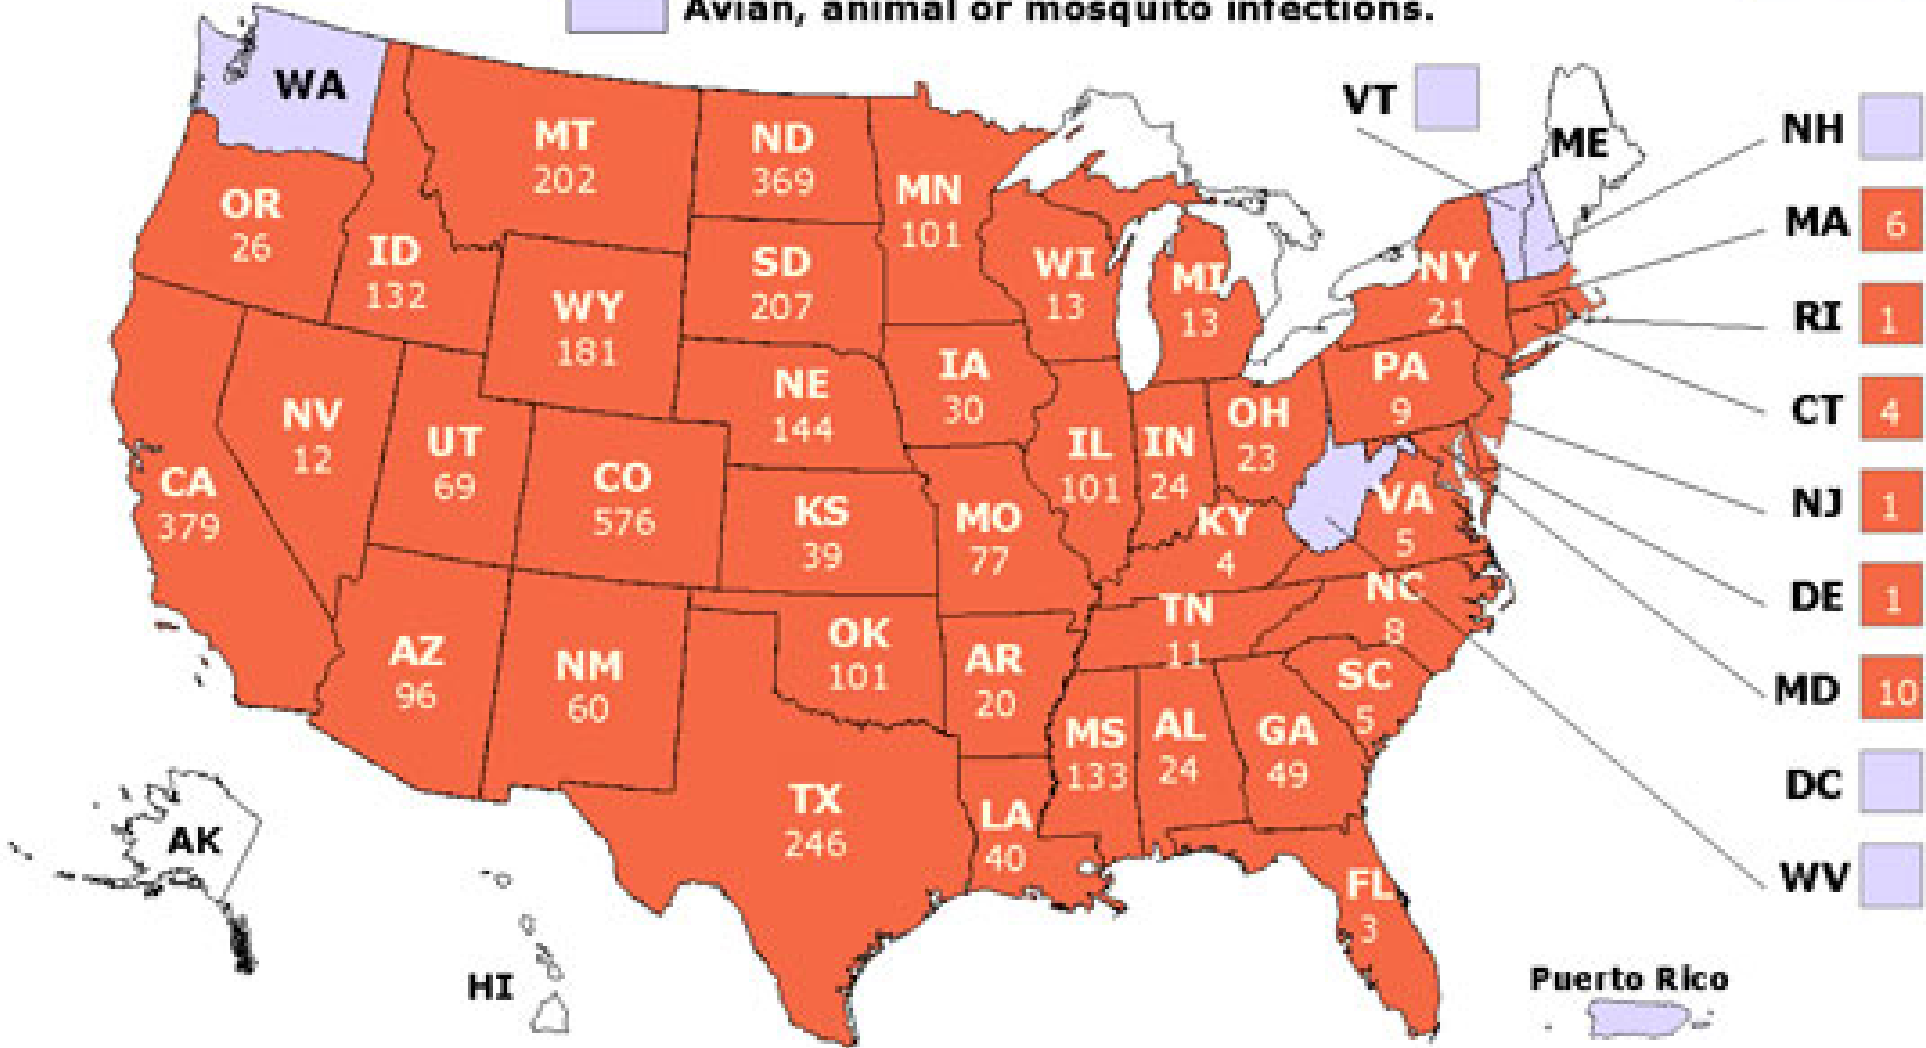 Avian, animal or mosquito infections.
WA
VT
NH
ME
MT
202
ND
369
MN
101
OR
26
ID
132
MA
6
SD
207
WI
13
MI
13
NY
21
WY
181
RI
1
IA
30
PA
9
NE
144
CT
4
NV
12
UT
69
OH
23
IL
101
IN
24
CO
576
CA
379
KS
39
MO
77
KY
4
VA
5
NJ
1
NC
8
DE
1
TN
11
AZ
96
NM
60
OK
101
AR
20
SC
5
MD
10
MS
133
AL
24
GA
49
DC
TX
246
LA
40
AK
FL
3
WV
HI
Puerto Rico